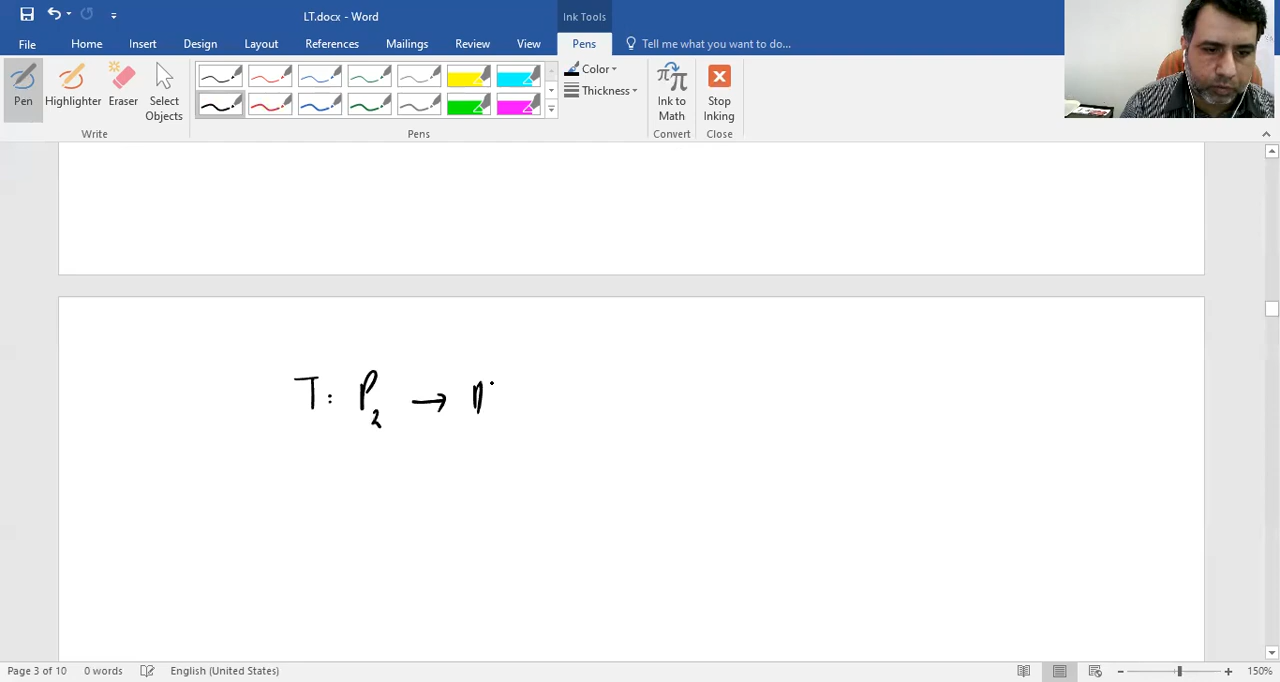 LT.docx - Word
Ink Tools
File Home Insert Design Layout References Mailings Review View Pens Tell me what you want to do...
Pen Highlighter Eraser Select Objects
Color
Thickness
Ink to Math
Stop Inking
Write Pens Convert Close
T: P₂ →
Page 3 of 10 0 words English (United States) 150%